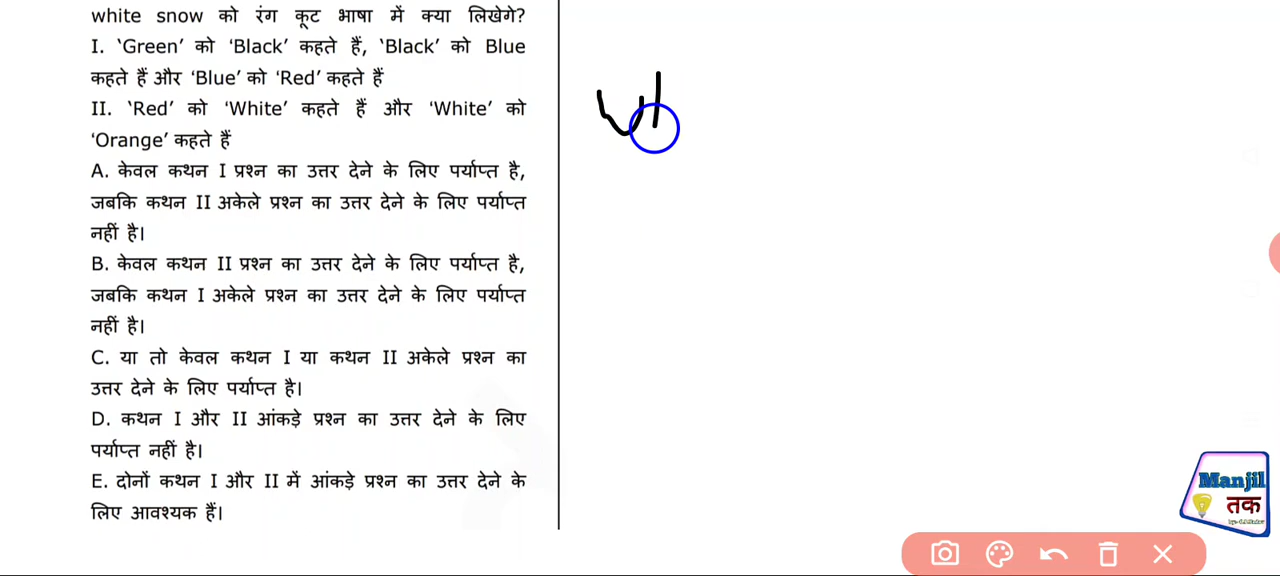 white snow को रंग कूट भाषा में क्या लिखेगे?
I. ‘Green’ को ‘Black’ कहते हैं, ‘Black’ को Blue
कहते हैं और ‘Blue’ को ‘Red’ कहते हैं
II. ‘Red’ को ‘White’ कहते हैं और ‘White’ को
‘Orange’ कहते हैं
A. केवल कथन I प्रश्न का उत्तर देने के लिए पर्याप्त है,
जबकि कथन II अकेले प्रश्न का उत्तर देने के लिए पर्याप्त
नहीं है।
B. केवल कथन II प्रश्न का उत्तर देने के लिए पर्याप्त है,
जबकि कथन I अकेले प्रश्न का उत्तर देने के लिए पर्याप्त
नहीं है।
C. या तो केवल कथन I या कथन II अकेले प्रश्न का
उत्तर देने के लिए पर्याप्त है।
D. कथन I और II आंकड़े प्रश्न का उत्तर देने के लिए
पर्याप्त नहीं है।
E. दोनों कथन I और II में आंकड़े प्रश्न का उत्तर देने के
लिए आवश्यक हैं।
Manjil
तक